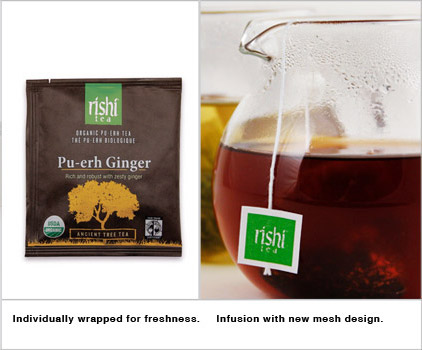 rishi
tea
ORGANIC PU-ERH TEA
THE PU-ERH BIOLOGIQUE
Pu-erh Ginger
Rich and robust with zesty ginger
USDA
ORGANIC
ANCIENT TREE TEA
rishi
tea
Individually wrapped for freshness.
Infusion with new mesh design.